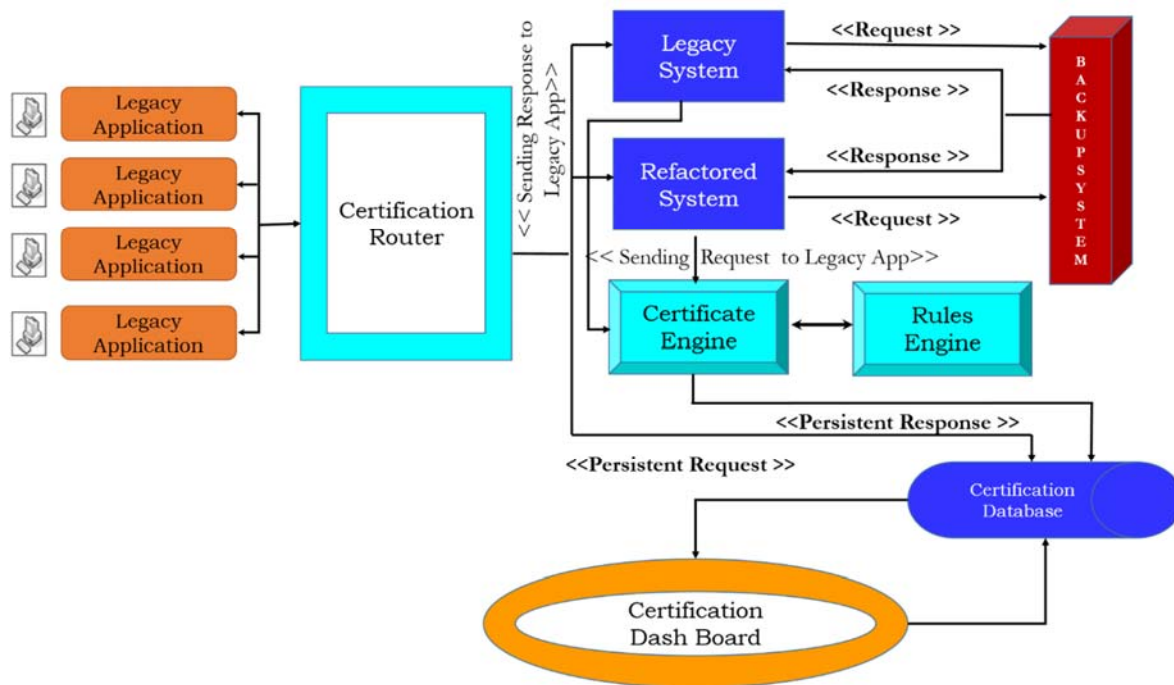 Legacy
Application
Legacy
Application
Legacy
Application
Legacy
Application
Certification
Router
<< Sending Response to
Legacy App>>
Legacy
System
<<Request >>
<<Response >>
Refactored
System
<<Response >>
<<Request >>
BACKUPSYSTEM
<< Sending Request to Legacy App>>
Certificate
Engine
Rules
Engine
<<Persistent Response >>
<<Persistent Request >>
Certification
Database
Certification
Dash Board